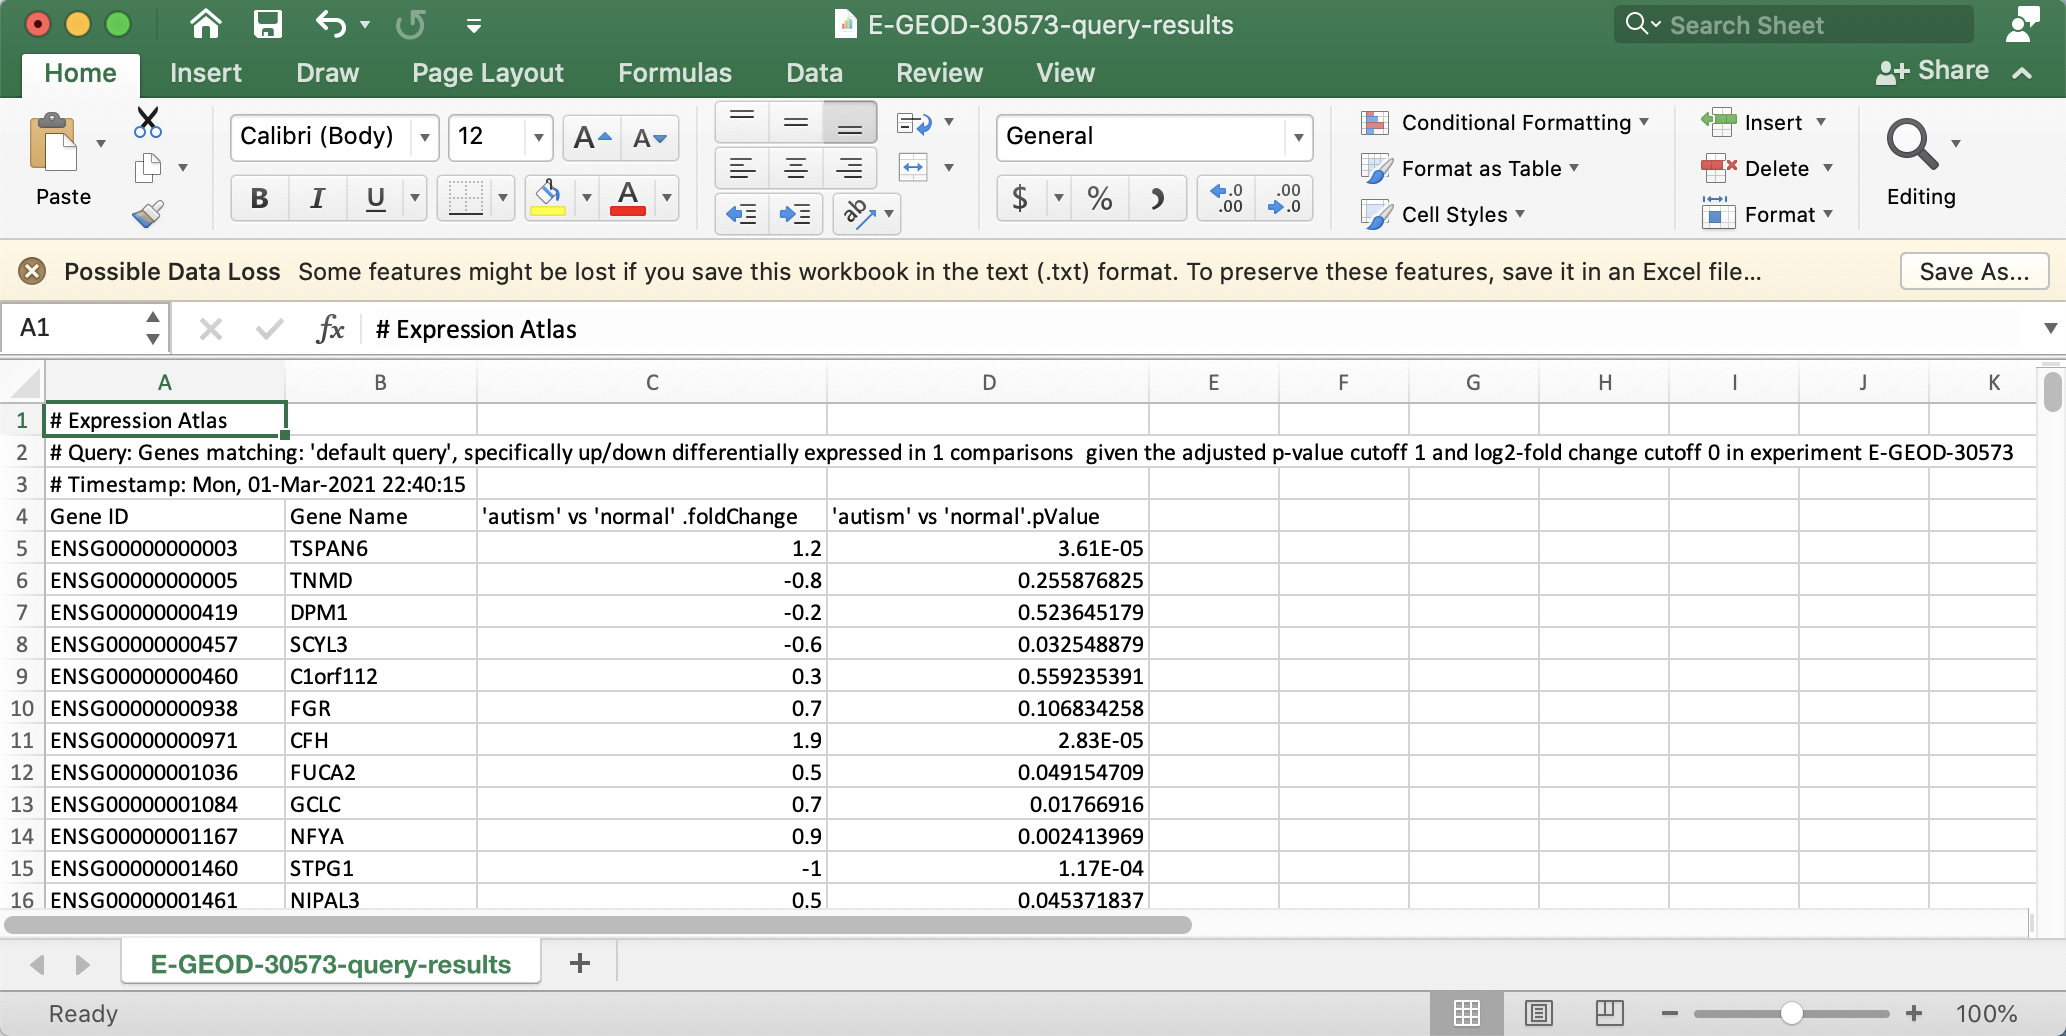 E-GEOD-30573-query-results
Search Sheet
Home Insert Draw Page Layout Formulas Data Review View Share
Paste
Calibri (Body) 12
A A
B I U A
ab
General
$ % .0 .00 .00 .0
Conditional Formatting
Format as Table
Cell Styles
Insert
Delete
Format
Editing
Possible Data Loss Some features might be lost if you save this workbook in the text (.txt) format. To preserve these features, save it in an Excel file... Save As...
A1 fx # Expression Atlas
A B C D E F G H I J K
1 # Expression Atlas
2 # Query: Genes matching: 'default query', specifically up/down differentially expressed in 1 comparisons  given the adjusted p-value cutoff 1 and log2-fold change cutoff 0 in experiment E-GEOD-30573
3 # Timestamp: Mon, 01-Mar-2021 22:40:15
4 Gene ID Gene Name 'autism' vs 'normal' .foldChange 'autism' vs 'normal'.pValue
5 ENSG00000000003 TSPAN6 1.2 3.61E-05
6 ENSG00000000005 TNMD -0.8 0.255876825
7 ENSG00000000419 DPM1 -0.2 0.523645179
8 ENSG00000000457 SCYL3 -0.6 0.032548879
9 ENSG00000000460 C1orf112 0.3 0.559235391
10 ENSG00000000938 FGR 0.7 0.106834258
11 ENSG00000000971 CFH 1.9 2.83E-05
12 ENSG00000001036 FUCA2 0.5 0.049154709
13 ENSG00000001084 GCLC 0.7 0.01766916
14 ENSG00000001167 NFYA 0.9 0.002413969
15 ENSG00000001460 STPG1 -1 1.17E-04
16 ENSG00000001461 NIPAL3 0.5 0.045371837
E-GEOD-30573-query-results +
Ready 100%